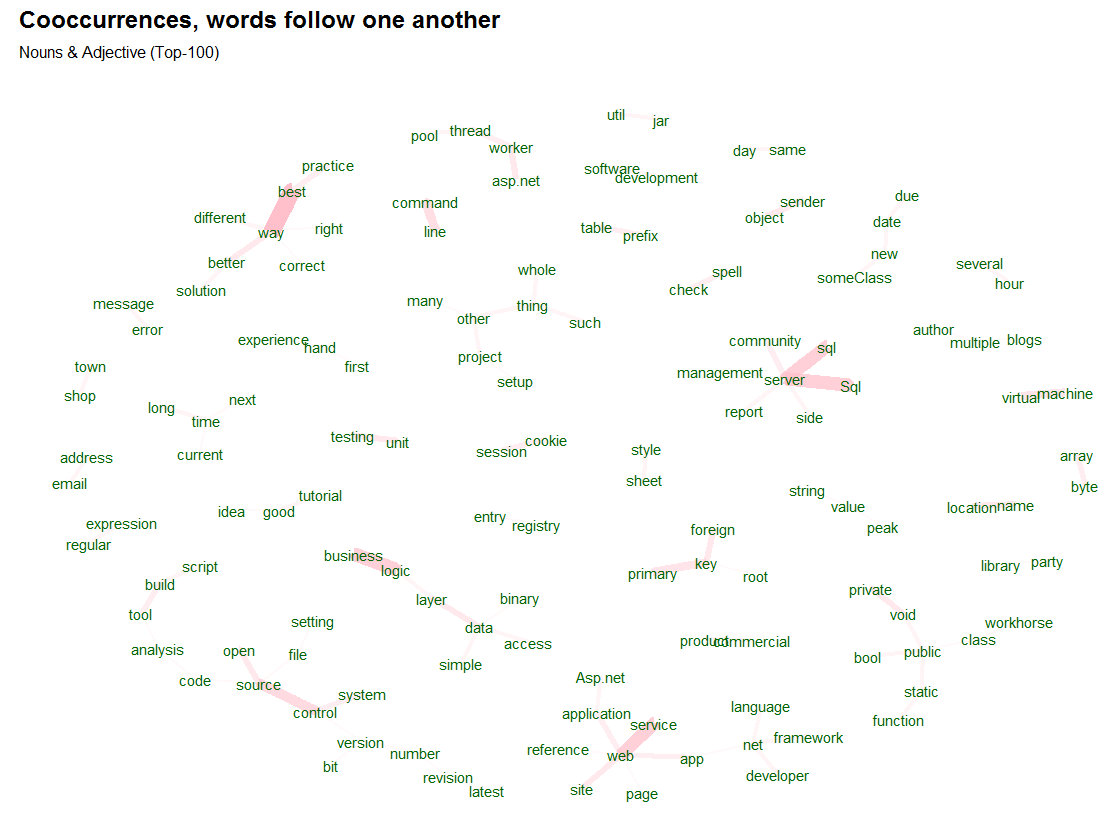 Cooccurrences, words follow one another
Nouns & Adjective (Top-100)
util
jar
pool
thread
worker
asp.net
day
same
software
development
practice
best
different
way
right
better
correct
solution
command
line
table
prefix
sender
object
due
date
new
someClass
several
hour
whole
many
thing
other
such
project
setup
spell
check
message
error
experience
hand
first
town
shop
long
next
time
current
community
sql
management
server
Sql
report
side
author
multiple
blogs
virtual
machine
testing
unit
cookie
session
style
sheet
address
email
array
byte
string
value
peak
location
name
tutorial
idea
good
expression
regular
entry
registry
foreign
key
primary
root
business
logic
layer
binary
data
access
simple
script
build
tool
analysis
code
setting
open
file
source
system
control
version
bit
number
revision
latest
library
party
private
void
workhorse
class
bool
public
static
function
product
commercial
Asp.net
application
service
reference
web
app
site
page
language
net
framework
developer